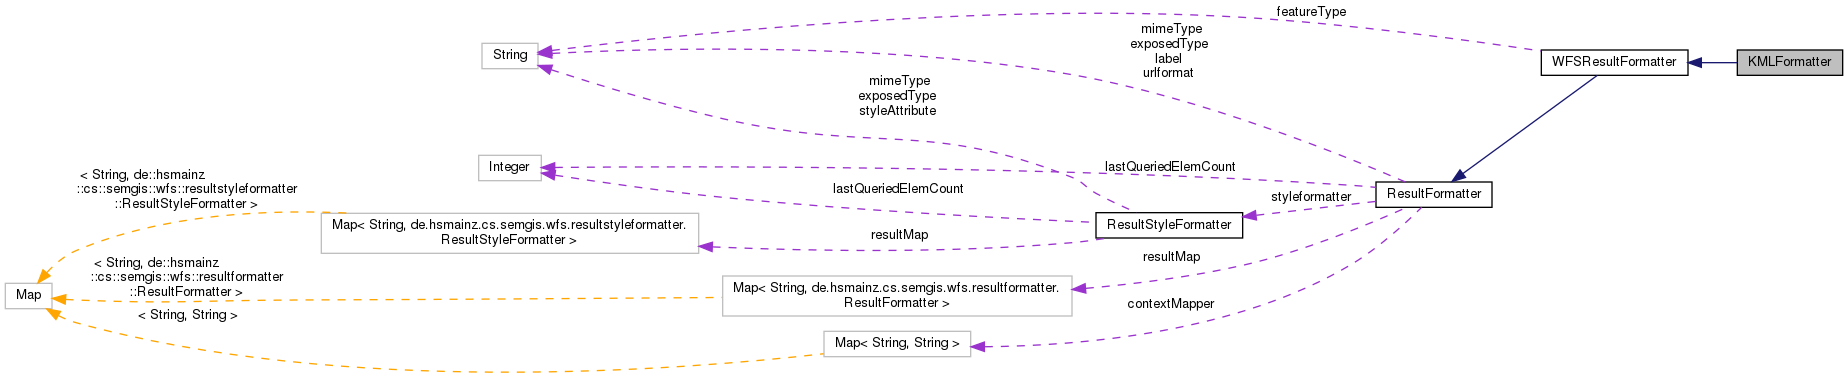 featureType
mimeType
exposedType
label
urlformat
String
WFSResultFormatter
KMLFormatter
mimeType
exposedType
styleAttribute
Integer
lastQueriedElemCount
< String, de::hsmainz
::cs::semgis::wfs::resultstyleformatter
::ResultStyleFormatter >
lastQueriedElemCount
styleformatter
ResultFormatter
Map< String, de.hsmainz.cs.semgis.wfs.resultstyleformatter.
ResultStyleFormatter >
resultMap
ResultStyleFormatter
< String, de::hsmainz
::cs::semgis::wfs::resultformatter
::ResultFormatter >
resultMap
Map
Map< String, de.hsmainz.cs.semgis.wfs.resultformatter.
ResultFormatter >
contextMapper
< String, String >
Map< String, String >